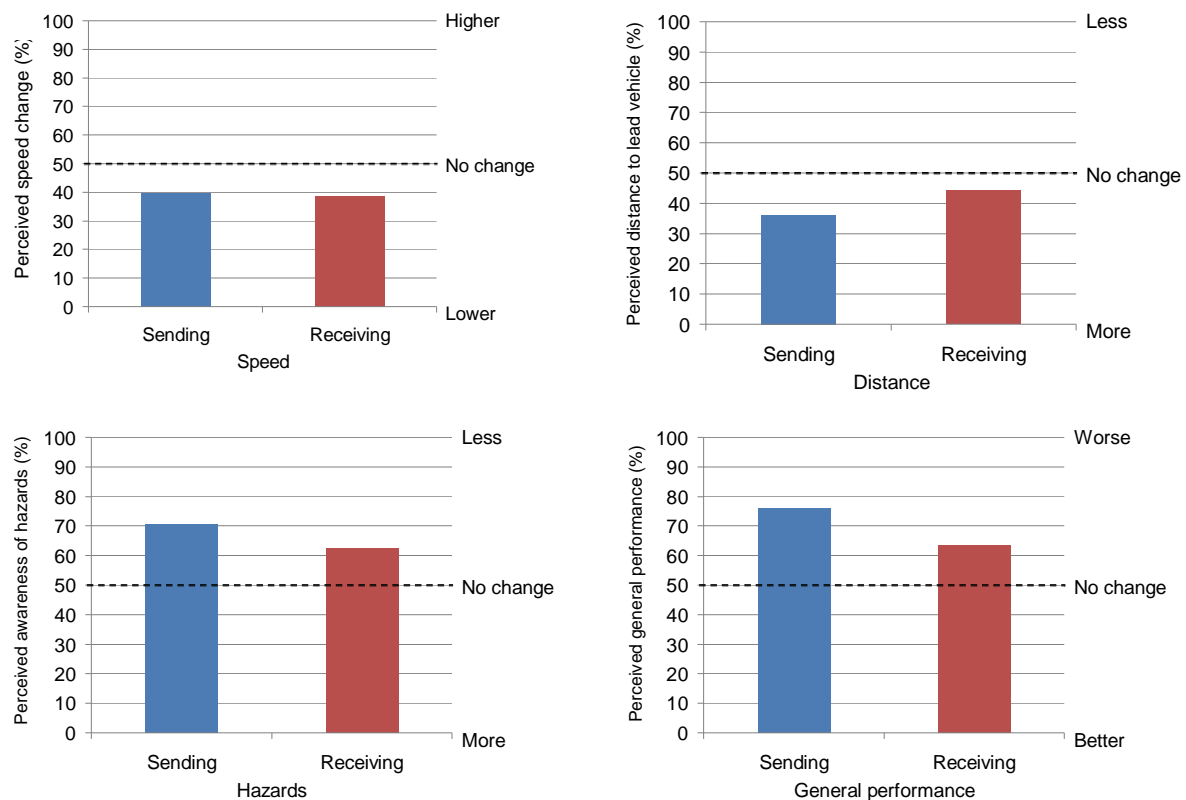 Perceived speed change (%)
100
90
80
70
60
50
40
30
20
10
0
Higher
No change
Lower
Sending
Receiving
Speed
Perceived distance to lead vehicle (%)
100
90
80
70
60
50
40
30
20
10
0
Less
No change
More
Sending
Receiving
Distance
Perceived awareness of hazards (%)
100
90
80
70
60
50
40
30
20
10
0
Less
No change
More
Sending
Receiving
Hazards
Perceived general performance (%)
100
90
80
70
60
50
40
30
20
10
0
Worse
No change
Better
Sending
Receiving
General performance